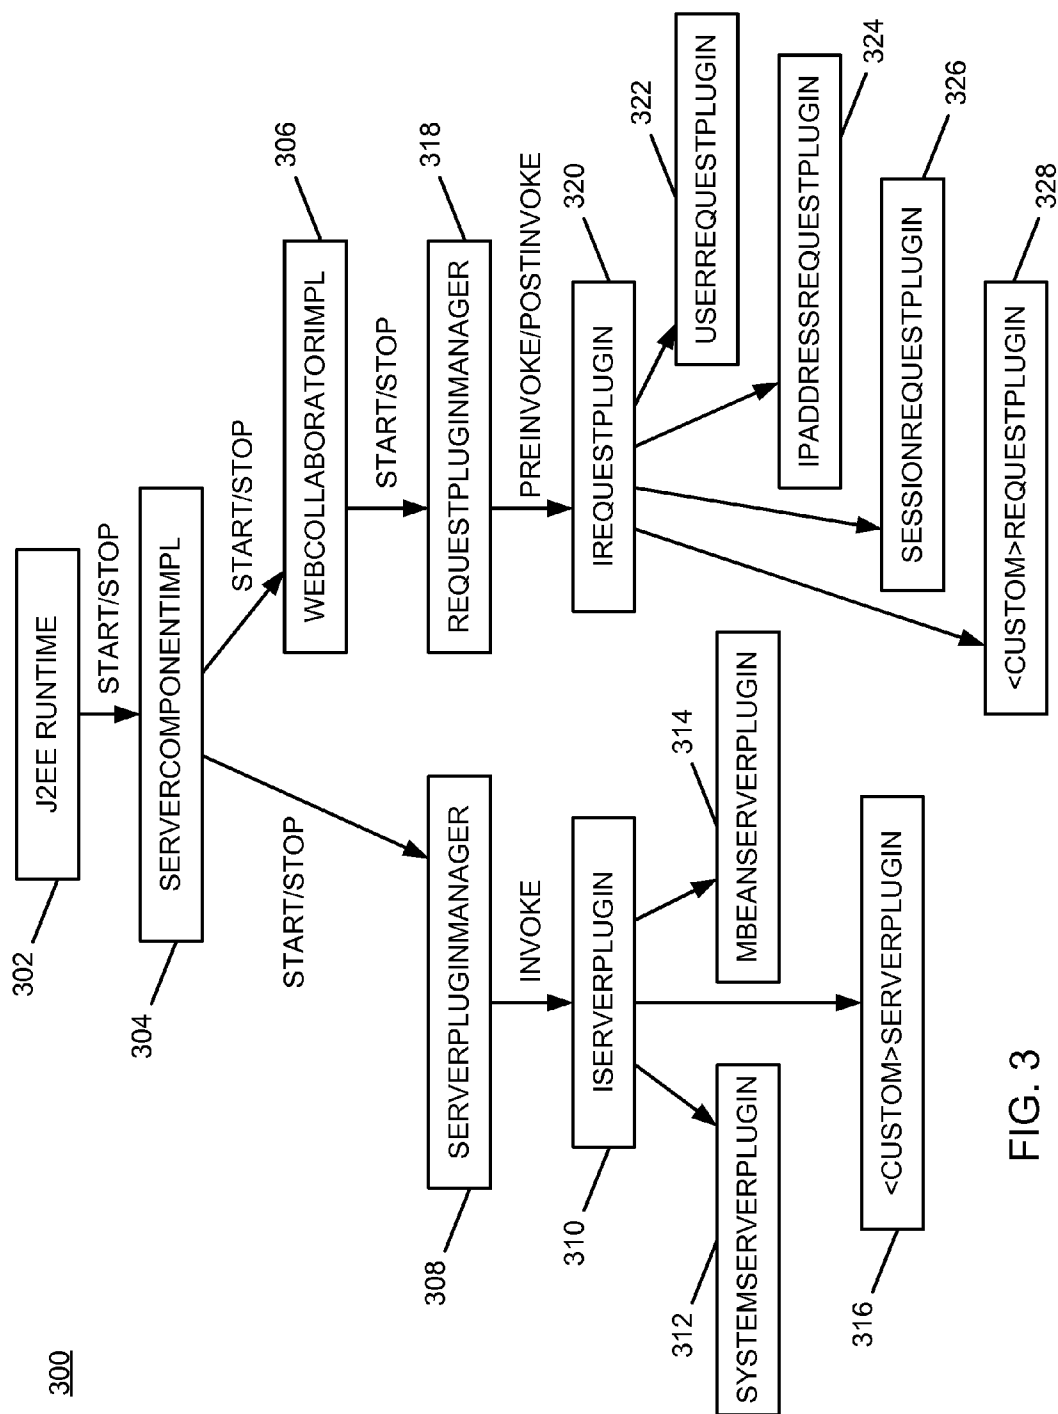 300
302
J2EE RUNTIME
START/STOP
304
SERVERCOMPONENTIMPL
START/STOP
START/STOP
306
WEBCOLLABORATORIMPL
START/STOP
308
SERVERPLUGINMANAGER
318
REQUESTPLUGINMANAGER
INVOKE
PREINVOKE/POSTINVOKE
310
ISERVERPLUGIN
320
IREQUESTPLUGIN
312
SYSTEMSERVERPLUGIN
314
MBEANSERVERPLUGIN
322
USERREQUESTPLUGIN
324
IPADDRESSREQUESTPLUGIN
316
<CUSTOM>SERVERPLUGIN
326
SESSIONREQUESTPLUGIN
328
<CUSTOM>REQUESTPLUGIN
FIG. 3